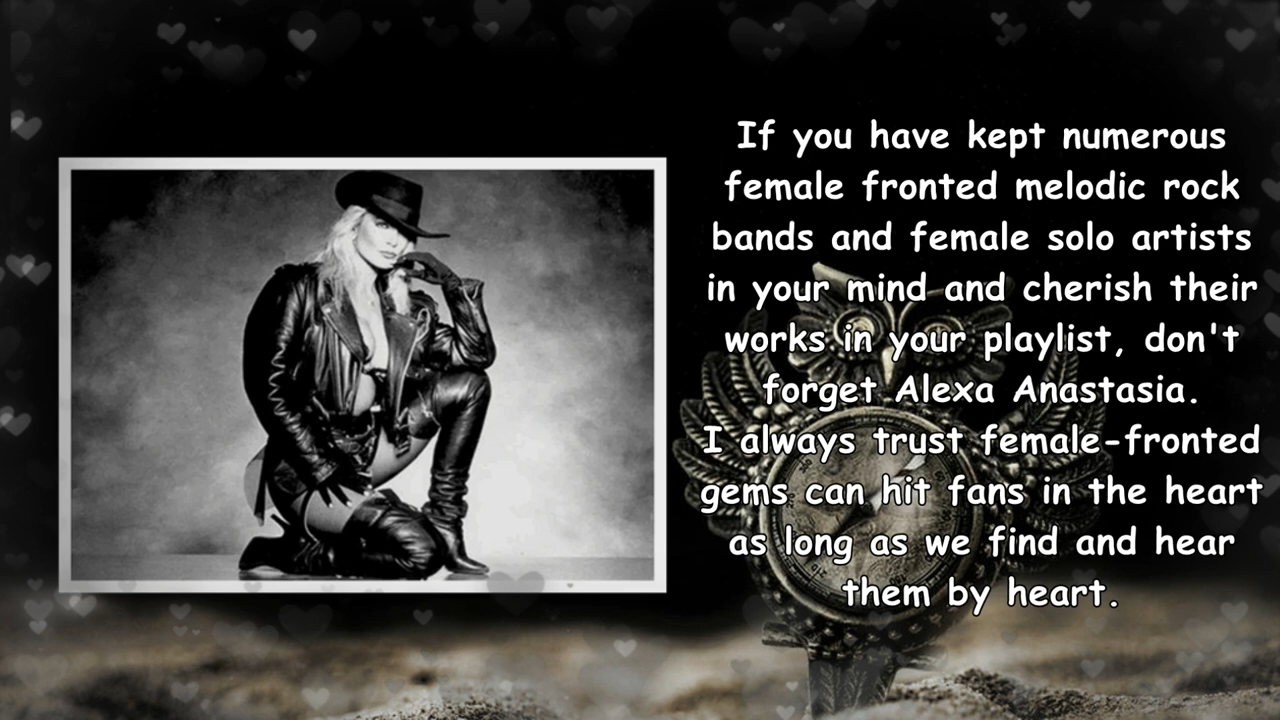 If you have kept numerous
female fronted melodic rock
bands and female solo artists
in your mind and cherish their
works in your playlist, don't
forget Alexa Anastasia.
I always trust female-fronted
gems can hit fans in the heart
as long as we find and hear
them by heart.